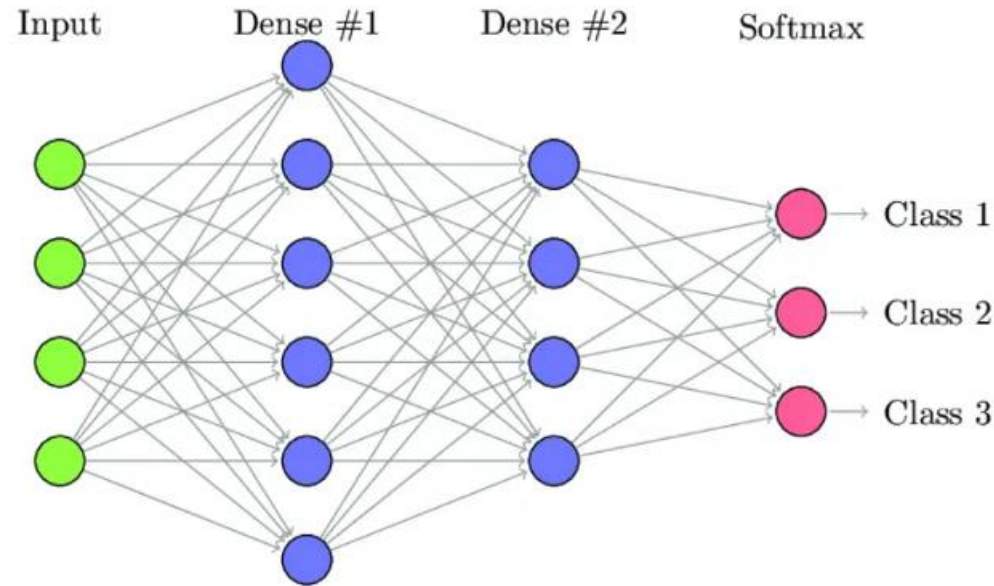 Input
Dense #1
Dense #2
Softmax
Class 1
Class 2
Class 3